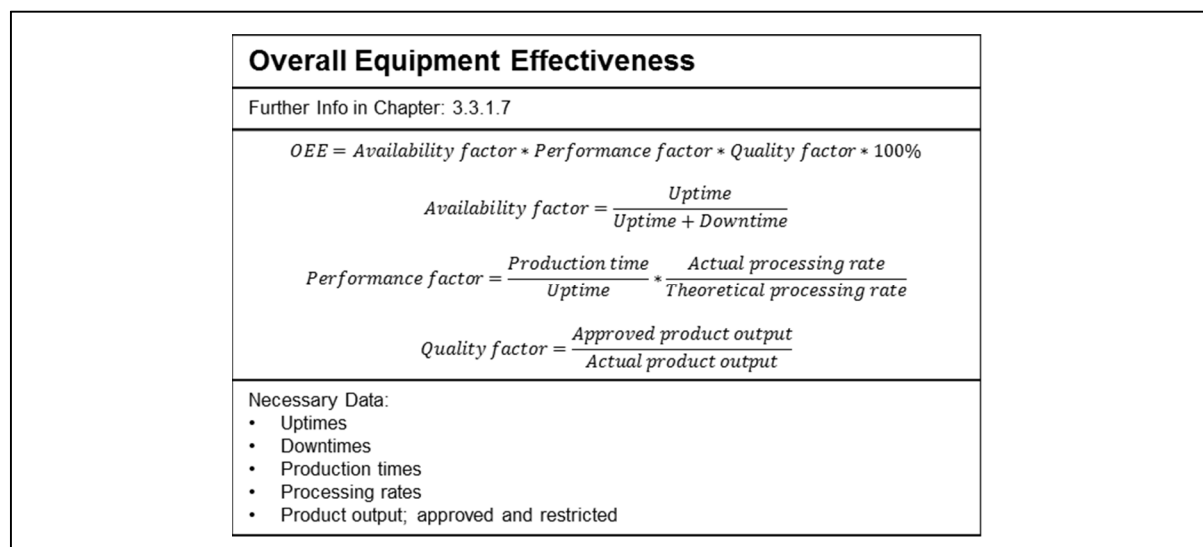 Overall Equipment Effectiveness
Further Info in Chapter: 3.3.1.7
OEE = Availability factor ∗ Performance factor ∗ Quality factor ∗ 100%
Availability factor = Uptime / Uptime + Downtime
Performance factor = Production time / Uptime ∗ Actual processing rate / Theoretical processing rate
Quality factor = Approved product output / Actual product output
Necessary Data:
• Uptimes
• Downtimes
• Production times
• Processing rates
• Product output; approved and restricted